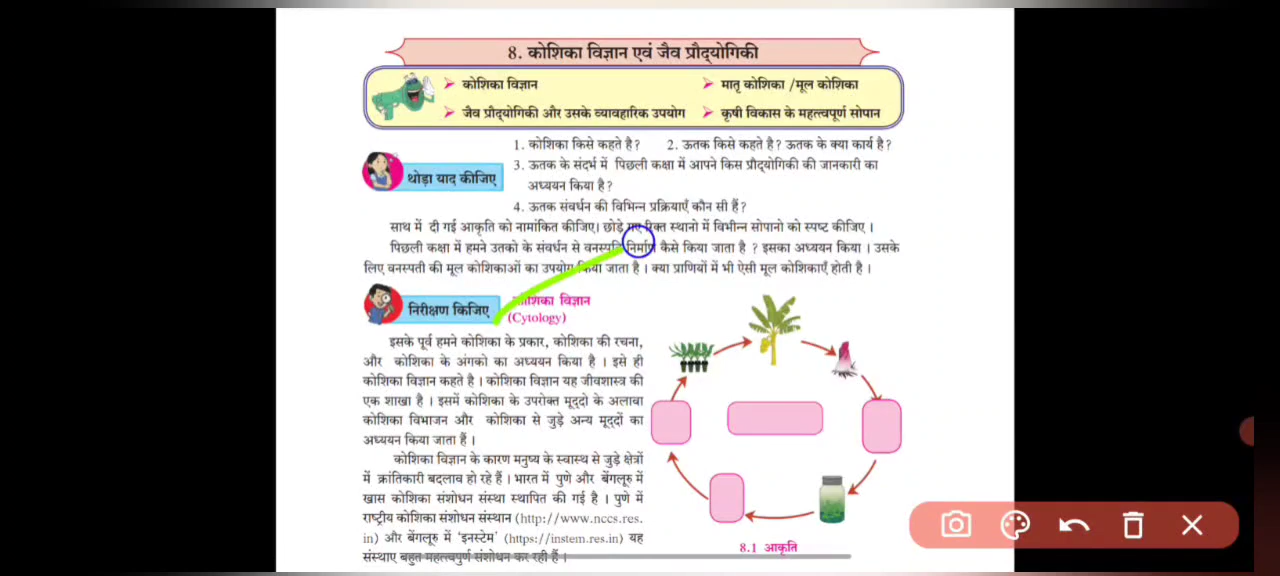 8. कोशिका विज्ञान एवं जैव प्रौद्योगिकी
➢ कोशिका विज्ञान
➢ मातृ कोशिका /मूल कोशिका
➢ जैव प्रौद्योगिकी और उसके व्यावहारिक उपयोग
➢ कृषी विकास के महत्त्वपूर्ण सोपान
थोड़ा याद कीजिए
1. कोशिका किसे कहते है? 2. ऊतक किसे कहते है? ऊतक के क्या कार्य है?
3. ऊतक के संदर्भ में पिछली कक्षा में आपने किस प्रौद्योगिकी की जानकारी का
अध्ययन किया है?
4. ऊतक संवर्धन की विभिन्न प्रक्रियाएँ कौन सी हैं?
साथ में दी गई आकृति को नामांकित कीजिए। छोड़े गए रिक्त स्थानो में विभीन्न सोपानो को स्पष्ट कीजिए ।
पिछली कक्षा में हमने उतको के संवर्धन से वनस्पति निर्माण कैसे किया जाता है ? इसका अध्ययन किया । उसके
लिए वनस्पती की मूल कोशिकाओं का उपयोग किया जाता है । क्या प्राणियों में भी ऐसी मूल कोशिकाएँ होती है ।
निरीक्षण किजिए
कोशिका विज्ञान
(Cytology)
इसके पूर्व हमने कोशिका के प्रकार, कोशिका की रचना,
और कोशिका के अंगको का अध्ययन किया है । इसे ही
कोशिका विज्ञान कहते है । कोशिका विज्ञान यह जीवशास्त्र की
एक शाखा है । इसमें कोशिका के उपरोक्त मूद्दो के अलावा
कोशिका विभाजन और कोशिका से जुड़े अन्य मूद्दों का
अध्ययन किया जाता हैं ।
कोशिका विज्ञान के कारण मनुष्य के स्वास्थ से जुड़े क्षेत्रों
में क्रांतिकारी बदलाव हो रहे हैं । भारत में पुणे और बेंगलूरु में
खास कोशिका संशोधन संस्था स्थापित की गई है । पुणे में
राष्ट्रीय कोशिका संशोधन संस्थान (http://www.nccs.res.
in) और बेंगलूरु में ‘इनस्टेम’ (https://instem.res.in) यह
संस्थाए बहुत महत्त्वपुर्ण संशोधन कर रही हैं ।
8.1 आकृति